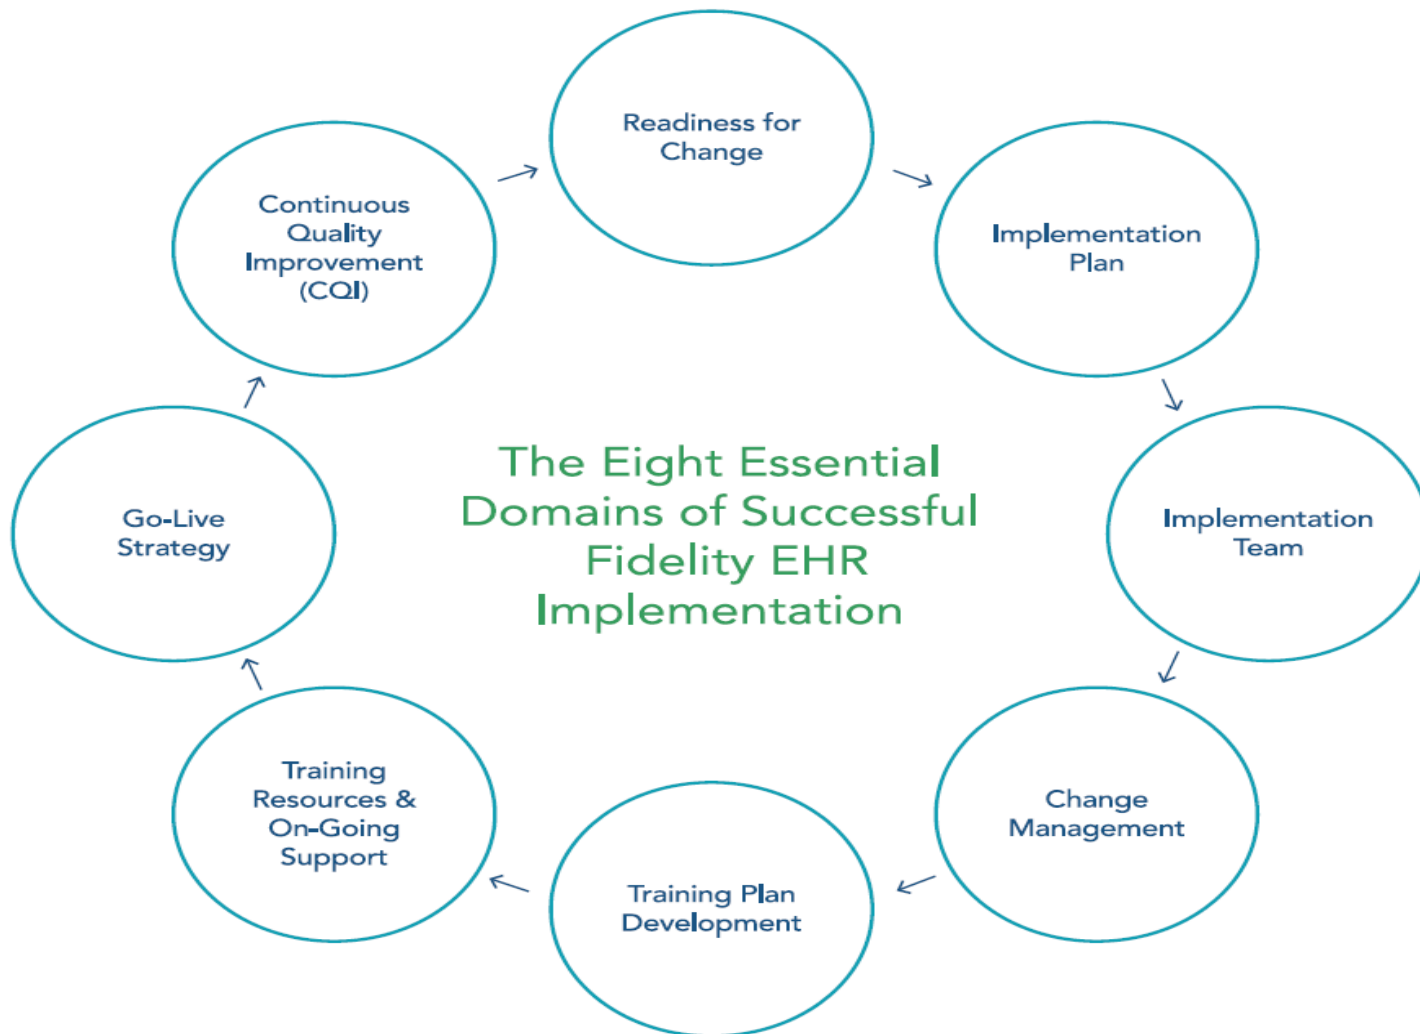 Readiness for
Change
Implementation
Plan
Implementation
Team
Change
Management
Training Plan
Development
Training
Resources &
On-Going
Support
Go-Live
Strategy
Continuous
Quality
Improvement
(CQI)
The Eight Essential
Domains of Successful
Fidelity EHR
Implementation